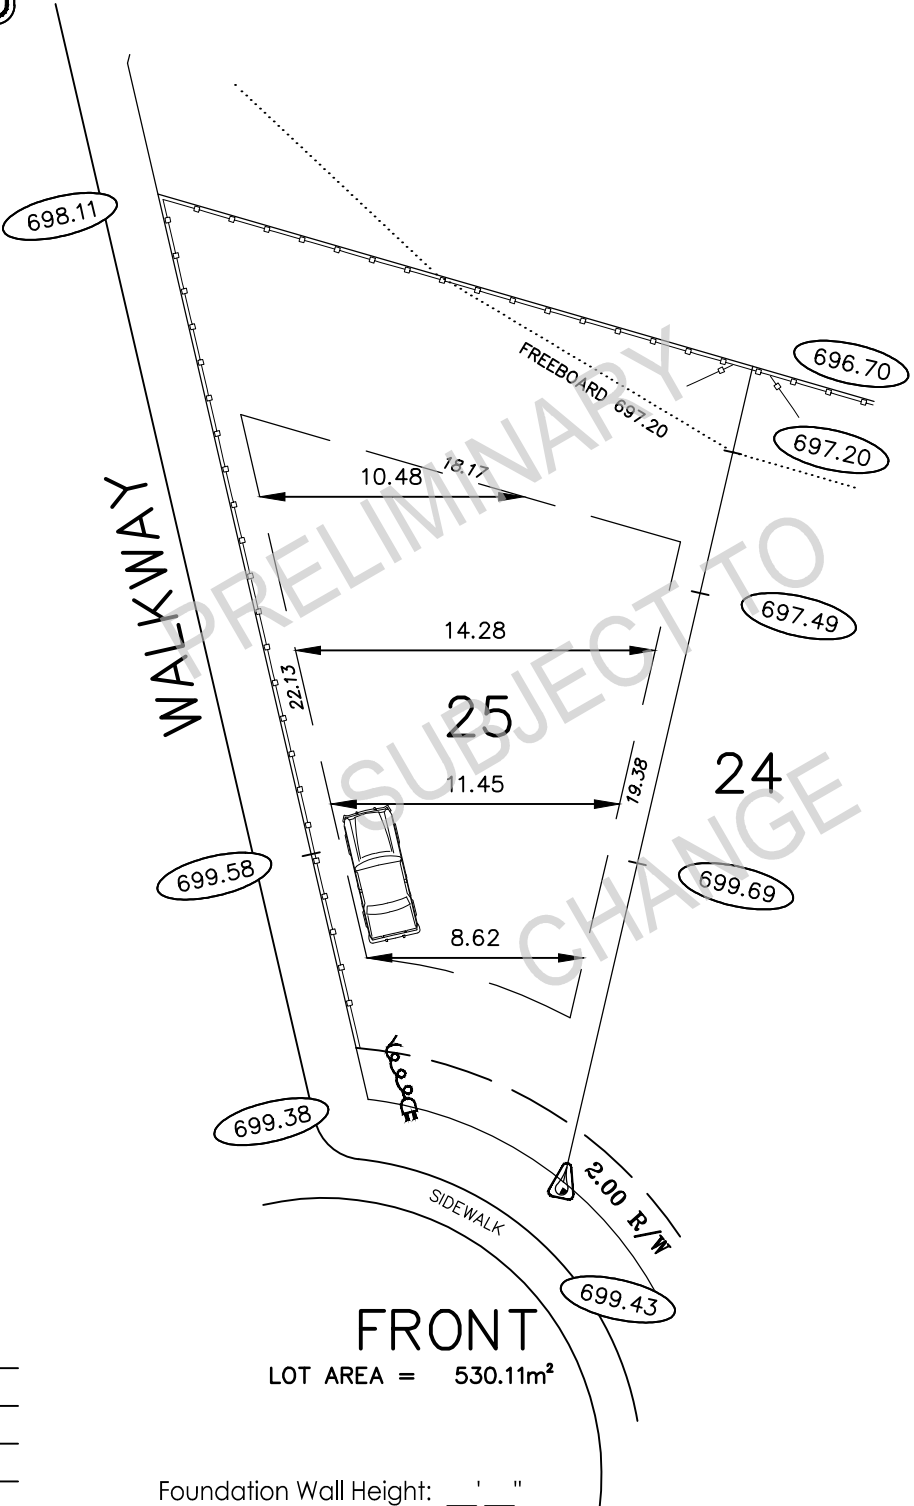 698.11
696.70
FREEBOARD 697.20
697.20
18.17
10.48
WALKWAY
697.49
14.28
22.13
25
24
11.45
19.38
699.58
699.69
8.62
699.38
2.00 R/W
SIDEWALK
699.43
FRONT
LOT AREA = 530.11m²
Foundation Wall Height: __'__"
PRELIMINARY
SUBJECT TO
CHANGE